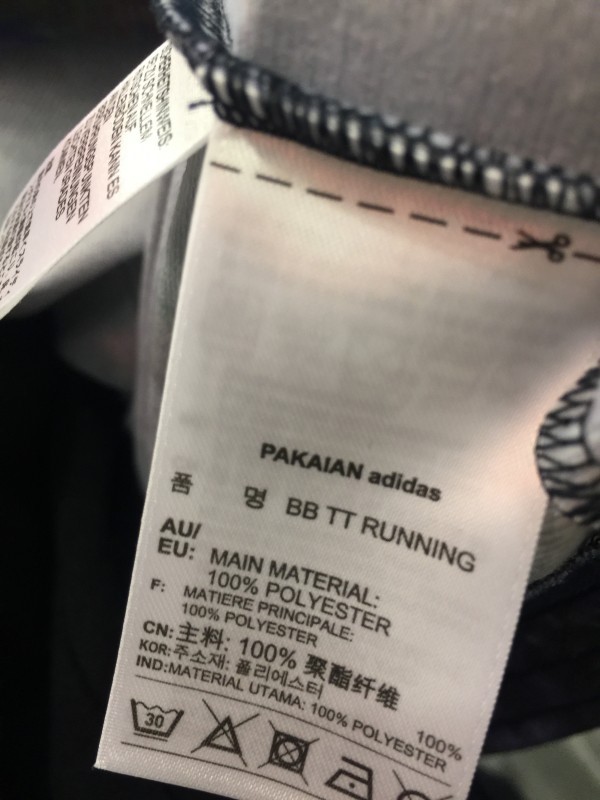 PAKAIAN adidas
품 명 BB TT RUNNING
AU/
EU: MAIN MATERIAL:
100% POLYESTER
F: MATIERE PRINCIPALE:
100% POLYESTER
CN: 主料: 100% 聚酯纤维
KOR: 주소재: 폴리에스터 100%
IND: MATERIAL UTAMA: 100% POLYESTER
30